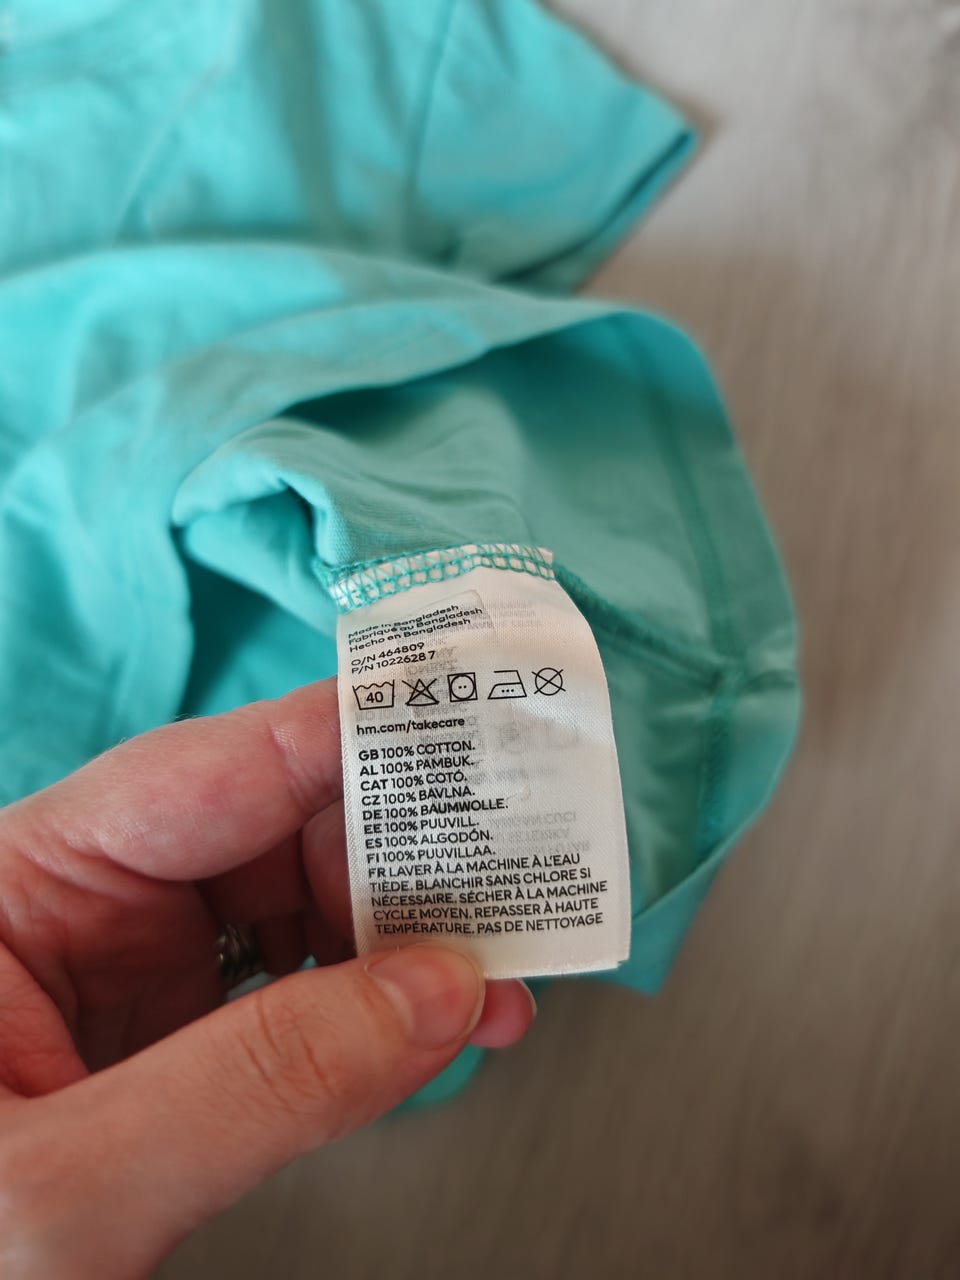 Made in Bangladesh
Fabriqué au Bangladesh
Hecho en Bangladesh
O/N 464809
P/N 10226287
40
hm.com/takecare
GB 100% COTTON.
AL 100% PAMBUK.
CAT 100% COTÓ.
CZ 100% BAVLNA.
DE 100% BAUMWOLLE.
EE 100% PUUVILL.
ES 100% ALGODÓN.
FI 100% PUUVILLAA.
FR LAVER À LA MACHINE À L'EAU
TIÈDE. BLANCHIR SANS CHLORE SI
NÉCESSAIRE. SÉCHER À LA MACHINE
CYCLE MOYEN. REPASSER À HAUTE
TEMPÉRATURE. PAS DE NETTOYAGE